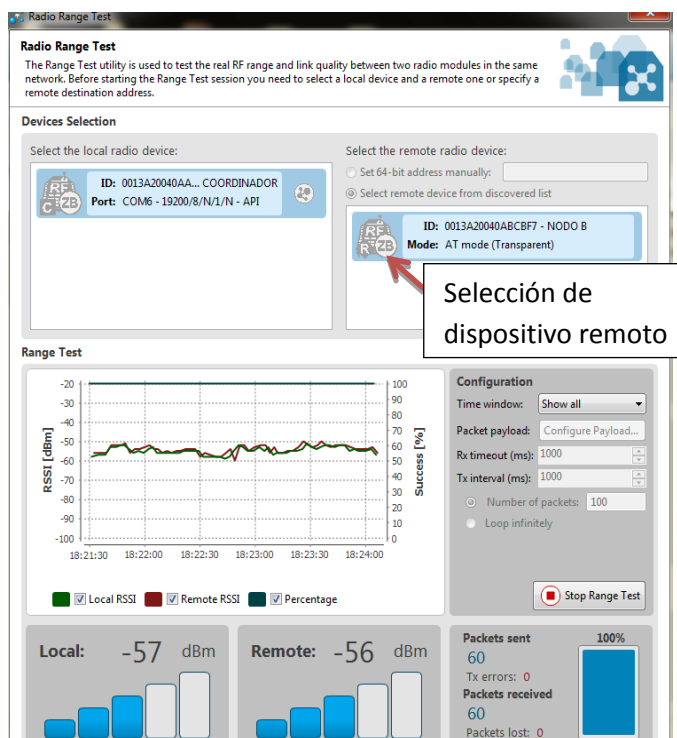 Radio Range Test
Radio Range Test
The Range Test utility is used to test the real RF range and link quality between two radio modules in the same
network. Before starting the Range Test session you need to select a local device and a remote one or specify a
remote destination address.
Devices Selection
Select the local radio device:
RF
C ZB
ID: 0013A20040AA... COORDINADOR
Port: COM6 - 19200/8/N/1/N - API
Select the remote radio device:
Set 64-bit address manually:
Select remote device from discovered list
RF
R ZB
ID: 0013A20040ABCBF7 - NODO B
Mode: AT mode (Transparent)
Selección de
dispositivo remoto
Range Test
RSSI [dBm]
-20
-30
-40
-50
-60
-70
-80
-90
-100
100
90
80
70
60
50
40
30
20
10
0
Success [%]
18:21:30 18:22:00 18:22:30 18:23:00 18:23:30 18:24:00
Local RSSI Remote RSSI Percentage
Configuration
Time window: Show all
Packet payload: Configure Payload...
Rx timeout (ms): 1000
Tx interval (ms): 1000
Number of packets: 100
Loop infinitely
Stop Range Test
Local: -57 dBm
Remote: -56 dBm
Packets sent
60
Tx errors: 0
Packets received
60
Packets lost: 0
100%